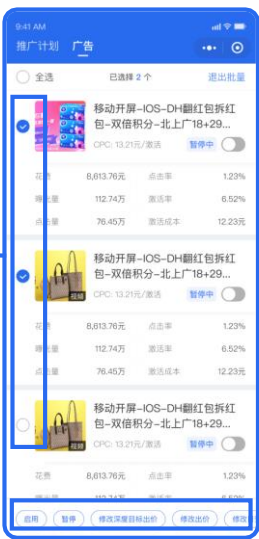 9:41 AM
推广计划 广告
全选 已选择 2 个 退出批量
移动开屏-IOS-DH翻红包拆红
包-双倍积分-北上广18+29...
CPC: 13.21元/激活 暂停中
花费 8,613.76元 点击率 1.23%
曝光量 112.74万 激活率 6.52%
点击量 76.45万 激活成本 12.23元
移动开屏-IOS-DH翻红包拆红
包-双倍积分-北上广18+29...
CPC: 13.21元/激活 暂停中
视频
花费 8,613.76元 点击率 1.23%
曝光量 112.74万 激活率 6.52%
点击量 76.45万 激活成本 12.23元
移动开屏-IOS-DH翻红包拆红
包-双倍积分-北上广18+29...
CPC: 13.21元/激活 暂停中
视频
花费 8,613.76元 点击率 1.23%
启用 暂停 修改深度目标出价 修改出价 修改